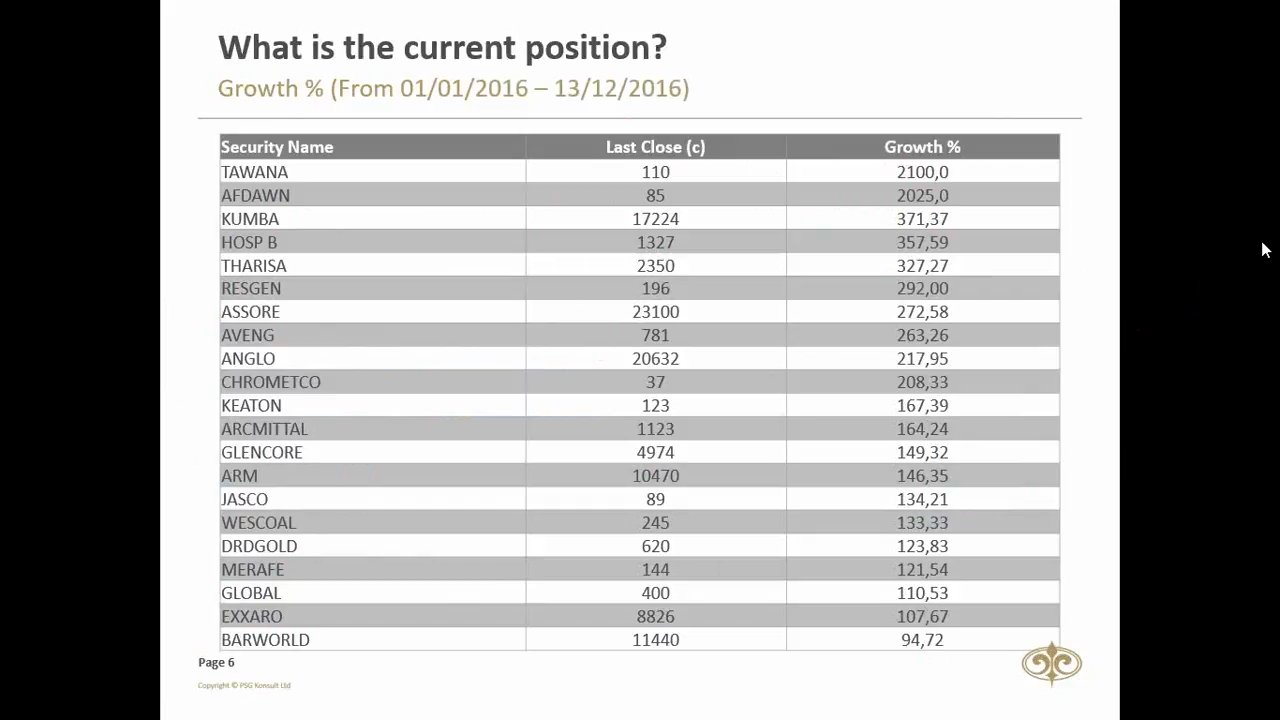 What is the current position?
Growth % (From 01/01/2016 – 13/12/2016)
Security Name Last Close (c) Growth %
TAWANA 110 2100,0
AFDAWN 85 2025,0
KUMBA 17224 371,37
HOSP B 1327 357,59
THARISA 2350 327,27
RESGEN 196 292,00
ASSORE 23100 272,58
AVENG 781 263,26
ANGLO 20632 217,95
CHROMETCO 37 208,33
KEATON 123 167,39
ARCMITTAL 1123 164,24
GLENCORE 4974 149,32
ARM 10470 146,35
JASCO 89 134,21
WESCOAL 245 133,33
DRDGOLD 620 123,83
MERAFE 144 121,54
GLOBAL 400 110,53
EXXARO 8826 107,67
BARWORLD 11440 94,72
Page 6
Copyright © PSG Konsult Ltd